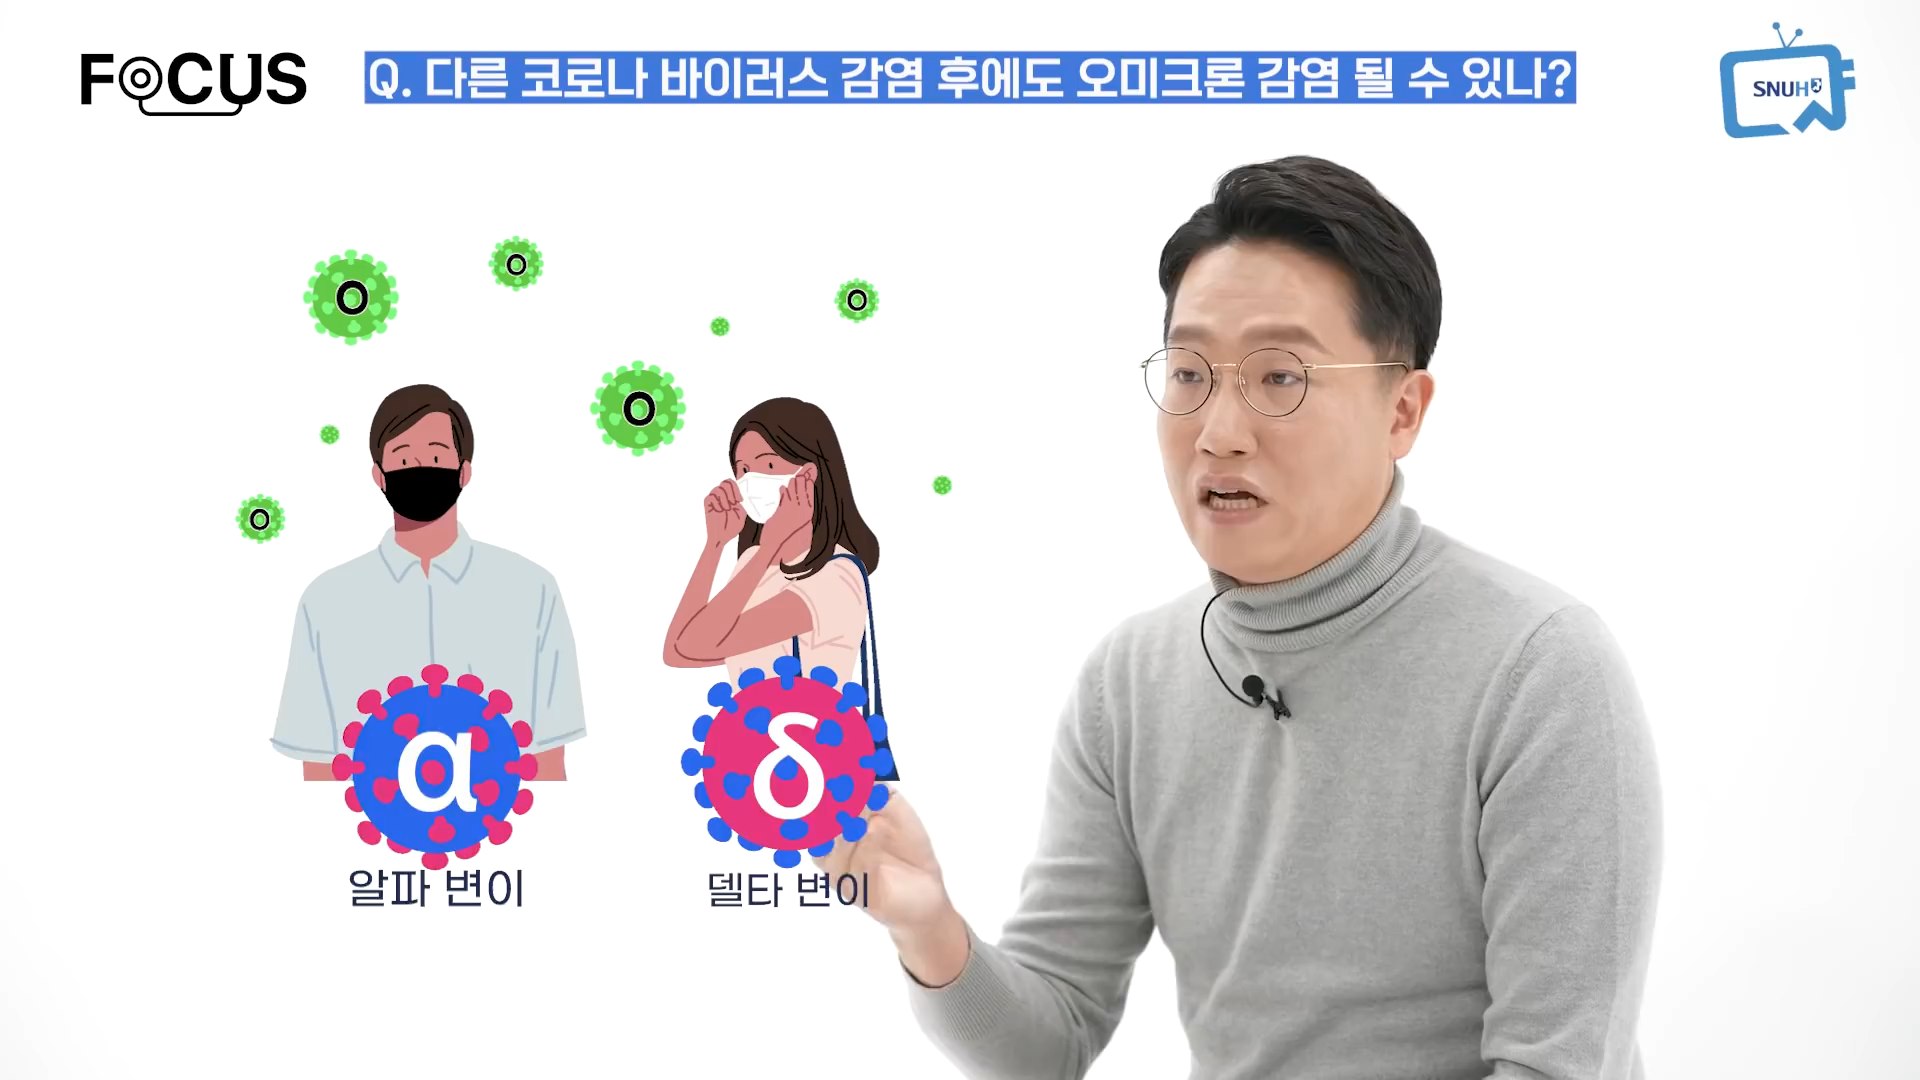 FOCUS
Q. 다른 코로나 바이러스 감염 후에도 오미크론 감염 될 수 있나?
SNUH
O
O
O
O
O
α
δ
알파 변이
델타 변이